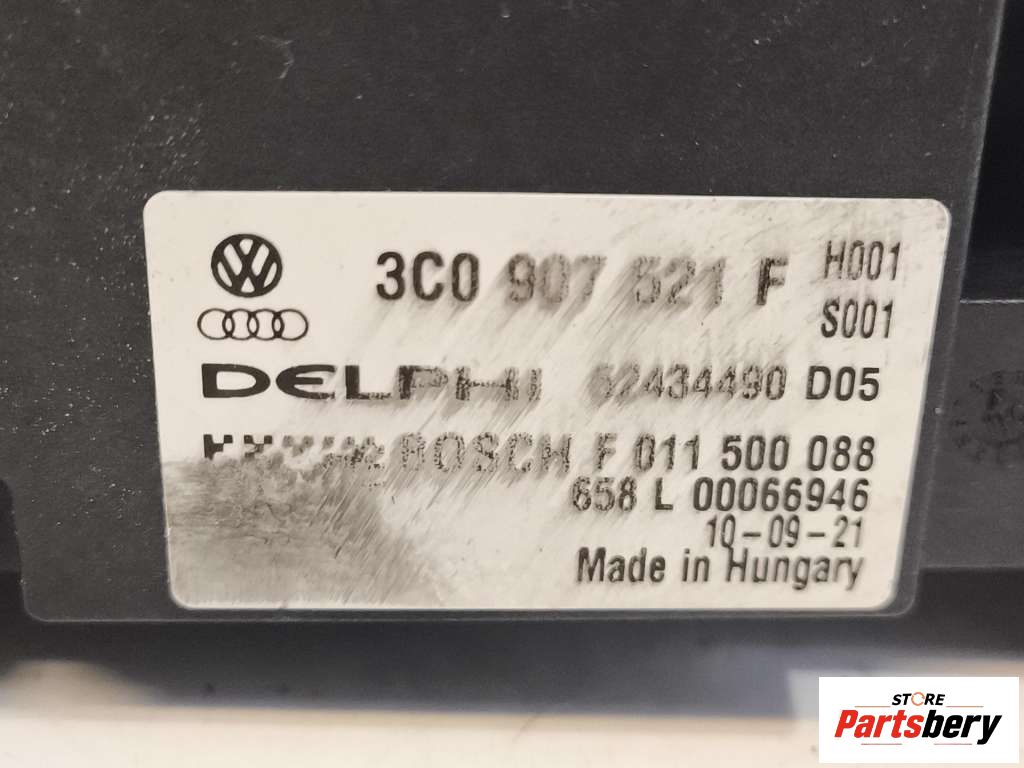 3C0 907 521 F H001
S001
DELPHI 52434490 D05
BOSCH F 011 500 088
658 L 00066946
10-09-21
Made in Hungary
STORE
Partsbery